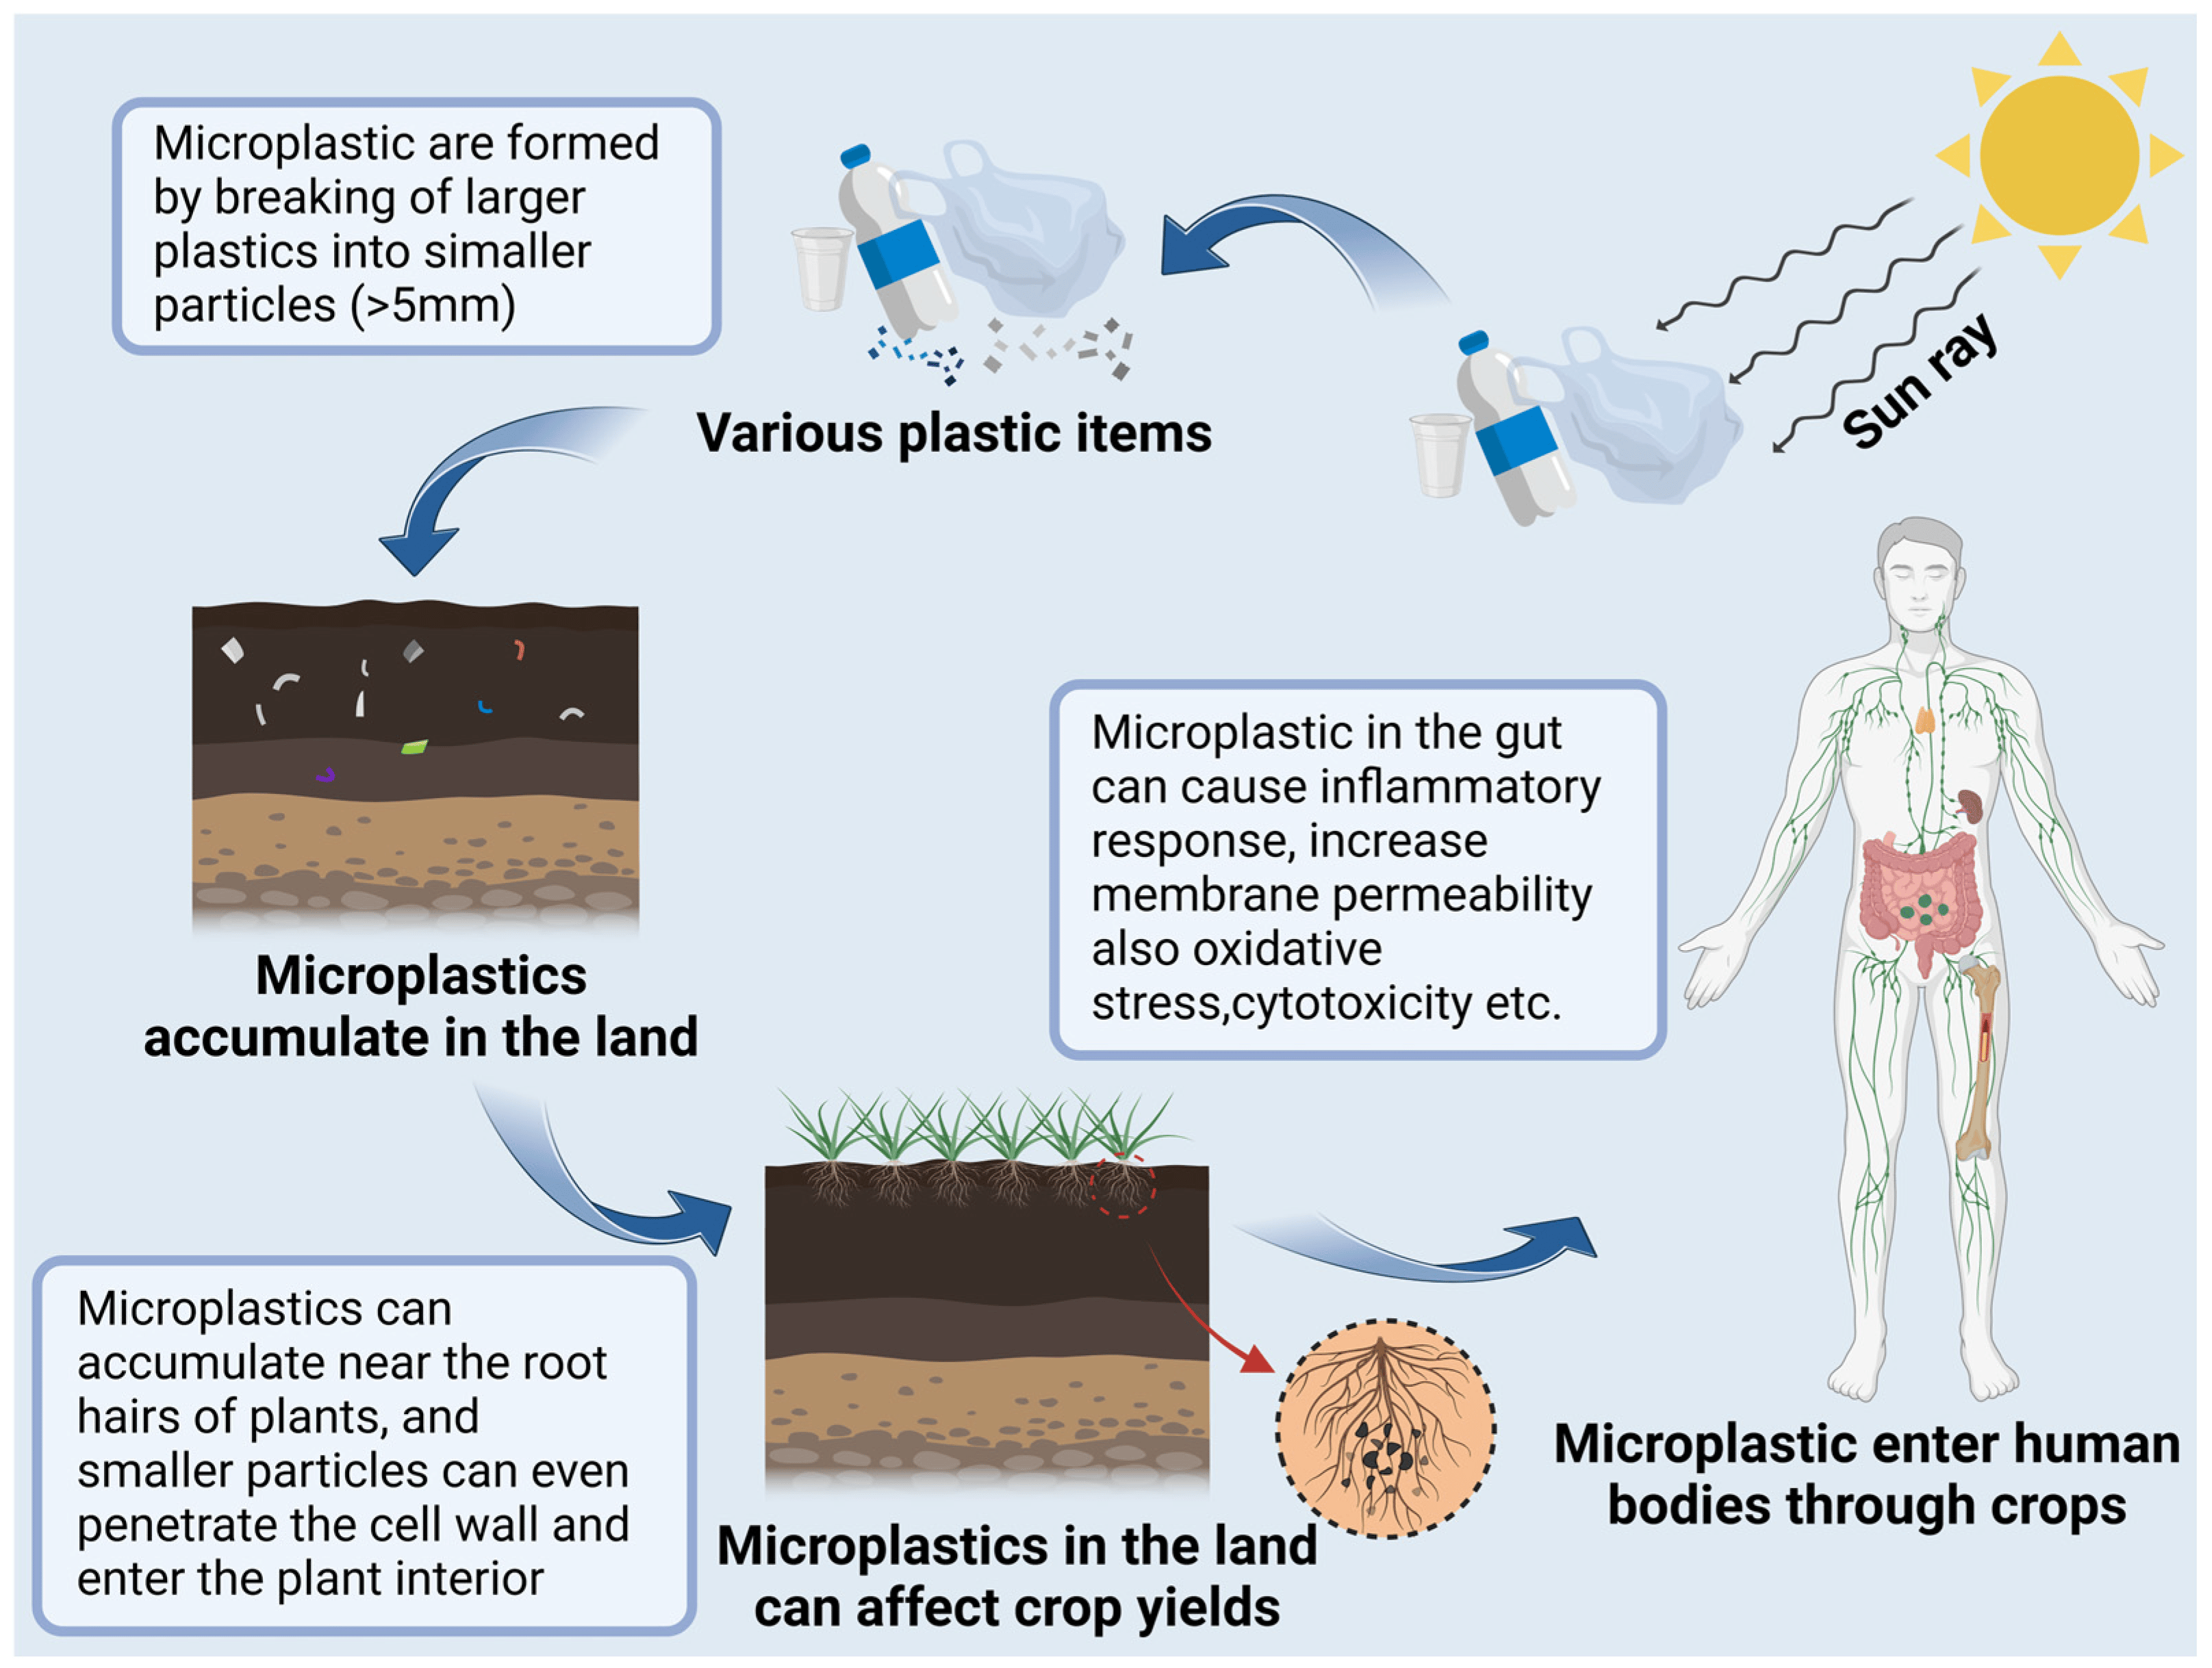 Microplastic are formed
by breaking of larger
plastics into simaller
particles (>5mm)
Various plastic items
Sun ray
Microplastics
accumulate in the land
Microplastic in the gut
can cause inflammatory
response, increase
membrane permeability
also oxidative
stress,cytotoxicity etc.
Microplastics can
accumulate near the root
hairs of plants, and
smaller particles can even
penetrate the cell wall and
enter the plant interior
Microplastics in the land
can affect crop yields
Microplastic enter human
bodies through crops